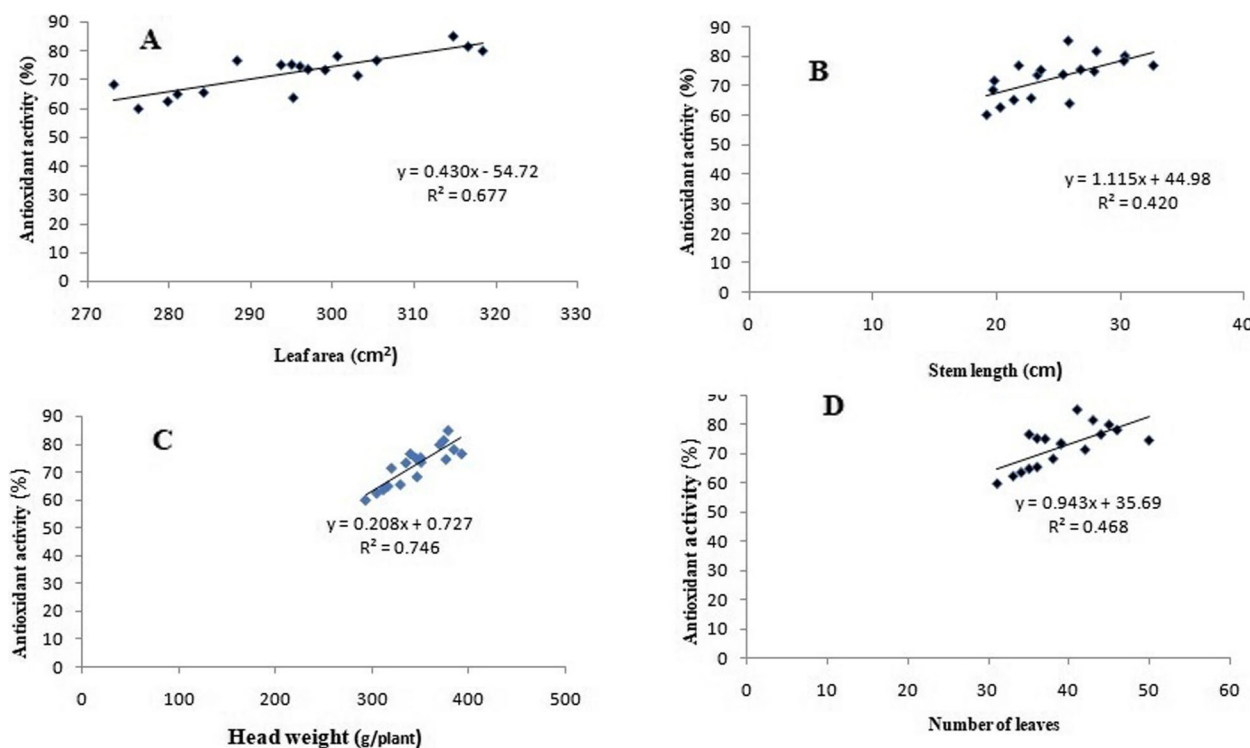 A
Antioxidant activity (%)
90
80
70
60
50
40
30
20
10
0
y = 0.430x - 54.72
R² = 0.677
270 280 290 300 310 320 330
Leaf area (cm²)
B
Antioxidant activity (%)
90
80
70
60
50
40
30
20
10
0
y = 1.115x + 44.98
R² = 0.420
0 10 20 30 40
Stem length (cm)
C
Antioxidant activity (%)
90
80
70
60
50
40
30
20
10
0
y = 0.208x + 0.727
R² = 0.746
0 100 200 300 400 500
Head weight (g/plant)
D
Antioxidant activity (%)
90
80
70
60
50
40
30
20
10
0
y = 0.943x + 35.69
R² = 0.468
0 10 20 30 40 50 60
Number of leaves